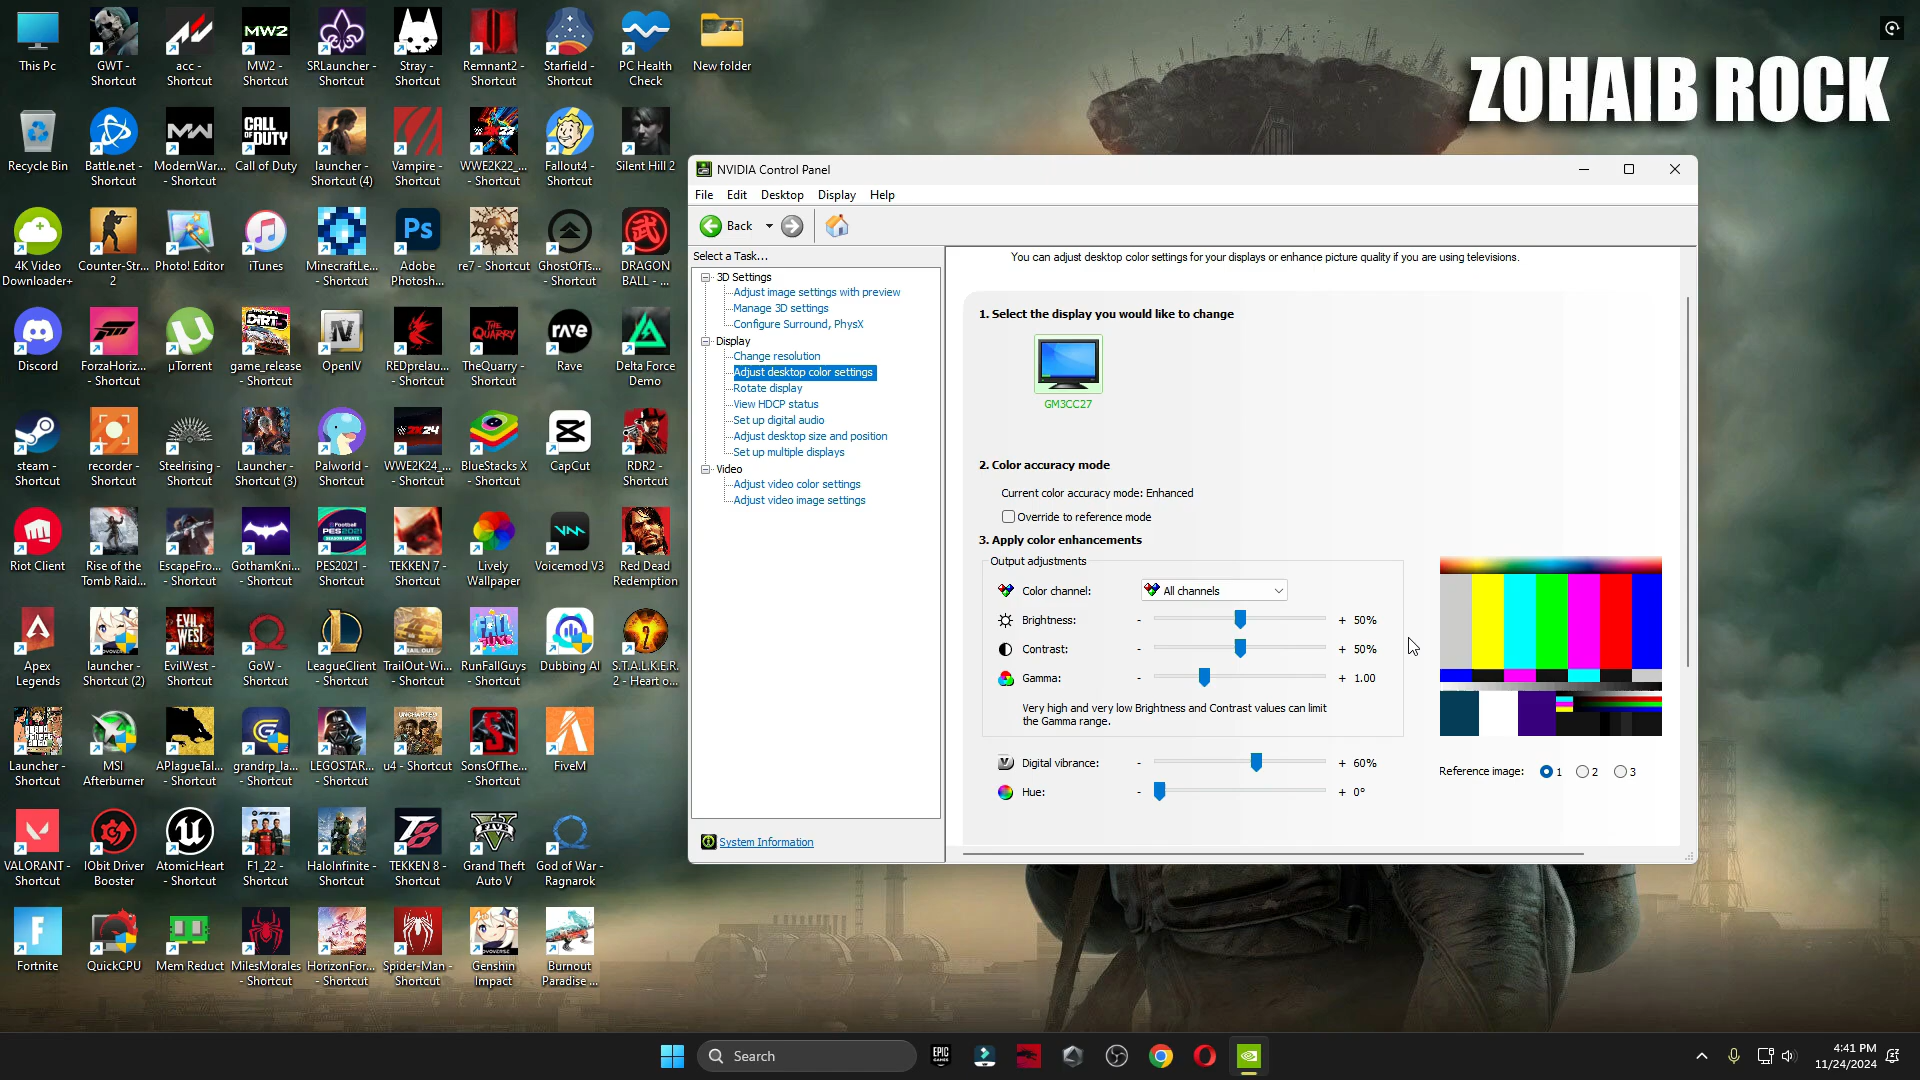 ZOHAIB ROCK
This Pc
GWT - Shortcut
acc - Shortcut
MW2 - Shortcut
SRLauncher - Shortcut
Stray - Shortcut
Remnant2 - Shortcut
Starfield - Shortcut
PC Health Check
New folder
Recycle Bin
Battle.net - Shortcut
ModernWar... - Shortcut
Call of Duty
launcher - Shortcut (4)
Vampire - Shortcut
WWE2K22_... - Shortcut
Fallout4 - Shortcut
Silent Hill 2
4K Video Downloader+
Counter-Str... 2
Photo! Editor
iTunes
MinecraftLe... - Shortcut
Adobe Photosh...
re7 - Shortcut
GhostOfTs... - Shortcut
DRAGON BALL - ...
Discord
ForzaHoriz... - Shortcut
µTorrent
game_release - Shortcut
OpenIV
REDprelau... - Shortcut
TheQuarry - Shortcut
Rave
Delta Force Demo
steam - Shortcut
recorder - Shortcut
Steelrising - Shortcut
Launcher - Shortcut (3)
Palworld - Shortcut
WWE2K24_... - Shortcut
BlueStacks X - Shortcut
CapCut
RDR2 - Shortcut
Riot Client
Rise of the Tomb Raid...
EscapeFro... - Shortcut
GothamKni... - Shortcut
PES2021 - Shortcut
TEKKEN 7 - Shortcut
Lively Wallpaper
Voicemod V3
Red Dead Redemption
Apex Legends
launcher - Shortcut (2)
EvilWest - Shortcut
GoW - Shortcut
LeagueClient - Shortcut
TrailOut-Wi... - Shortcut
RunFallGuys - Shortcut
Dubbing AI
S.T.A.L.K.E.R. 2 - Heart o...
Launcher - Shortcut
MSI Afterburner
APlagueTal... - Shortcut
grandrp_la... - Shortcut
LEGOSTAR... - Shortcut
u4 - Shortcut
SonsOfThe... - Shortcut
FiveM
VALORANT - Shortcut
IObit Driver Booster
AtomicHeart - Shortcut
F1_22 - Shortcut
HaloInfinite - Shortcut
TEKKEN 8 - Shortcut
Grand Theft Auto V
God of War - Ragnarok
Fortnite
QuickCPU
Mem Reduct
MilesMorales - Shortcut
HorizonFor... - Shortcut
Spider-Man - Shortcut
Genshin Impact
Burnout Paradise ...
NVIDIA Control Panel
File Edit Desktop Display Help
Back
Select a Task...
3D Settings
Adjust image settings with preview
Manage 3D settings
Configure Surround, PhysX
Display
Change resolution
Adjust desktop color settings
Rotate display
View HDCP status
Set up digital audio
Adjust desktop size and position
Set up multiple displays
Video
Adjust video color settings
Adjust video image settings
System Information
You can adjust desktop color settings for your displays or enhance picture quality if you are using televisions.
1. Select the display you would like to change
GM3CC27
2. Color accuracy mode
Current color accuracy mode: Enhanced
Override to reference mode
3. Apply color enhancements
Output adjustments
Color channel: All channels
Brightness: - + 50%
Contrast: - + 50%
Gamma: - + 1.00
Very high and very low Brightness and Contrast values can limit
the Gamma range.
Digital vibrance: - + 60%
Hue: - + 0°
Reference image: 1 2 3
Search
4:41 PM
11/24/2024